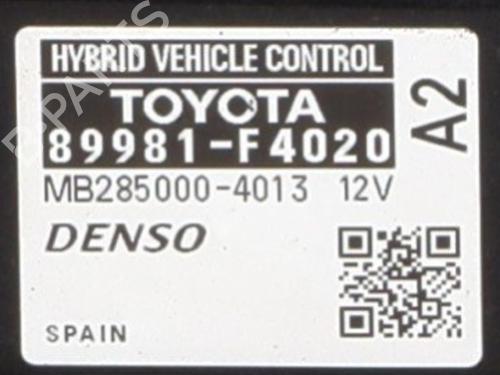 HYBRID VEHICLE CONTROL
TOYOTA
89981-F4020
A2
MB285000-4013 12V
DENSO
SPAIN